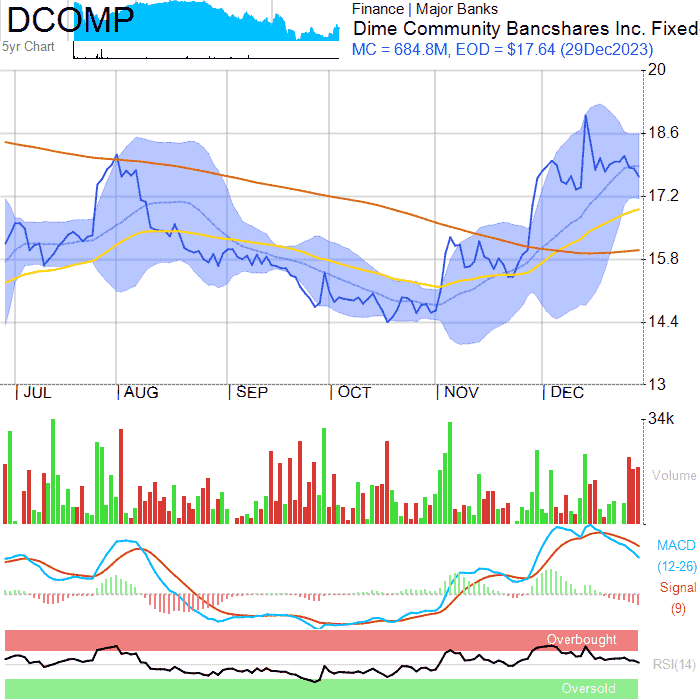 DCOMP
5yr Chart
Finance | Major Banks
Dime Community Bancshares Inc. Fixed
MC = 684.8M, EOD = $17.64 (29Dec2023)
20
18.6
17.2
15.8
14.4
13
JUL AUG SEP OCT NOV DEC
34k
Volume
MACD
(12-26)
Signal
(9)
Overbought
RSI(14)
Oversold